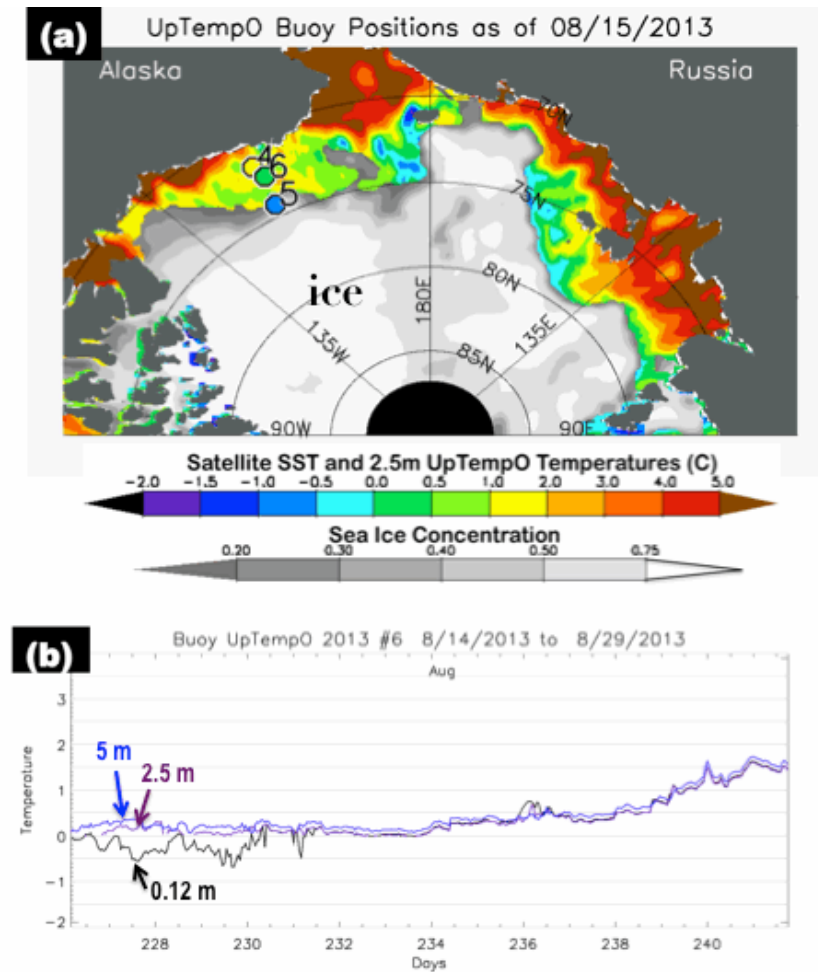 (a)
UpTempO Buoy Positions as of 08/15/2013
Alaska
Russia
70N
4
6
5
75N
ice
80N
180E
135W
135E
85N
90W
90E
Satellite SST and 2.5m UpTempO Temperatures (C)
-2.0 -1.5 -1.0 -0.5 0.0 0.5 1.0 2.0 3.0 4.0 5.0
Sea Ice Concentration
0.20 0.30 0.40 0.50 0.75
(b)
Buoy UpTempO 2013 #6 8/14/2013 to 8/29/2013
Aug
3
2
1
0
-1
-2
Temperature
5 m
2.5 m
0.12 m
228 230 232 234 236 238 240
Days